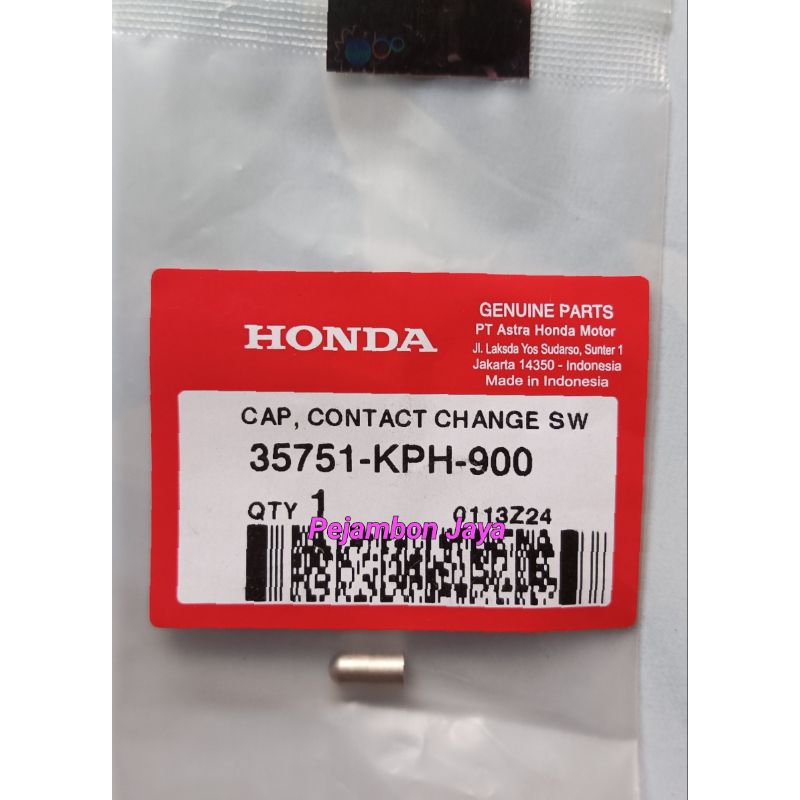 HONDA
GENUINE PARTS
PT Astra Honda Motor
Jl. Laksda Yos Sudarso, Sunter 1
Jakarta 14350 - Indonesia
Made in Indonesia
CAP, CONTACT CHANGE SW
35751-KPH-900
QTY 1 0113Z24
Pejambon Jaya